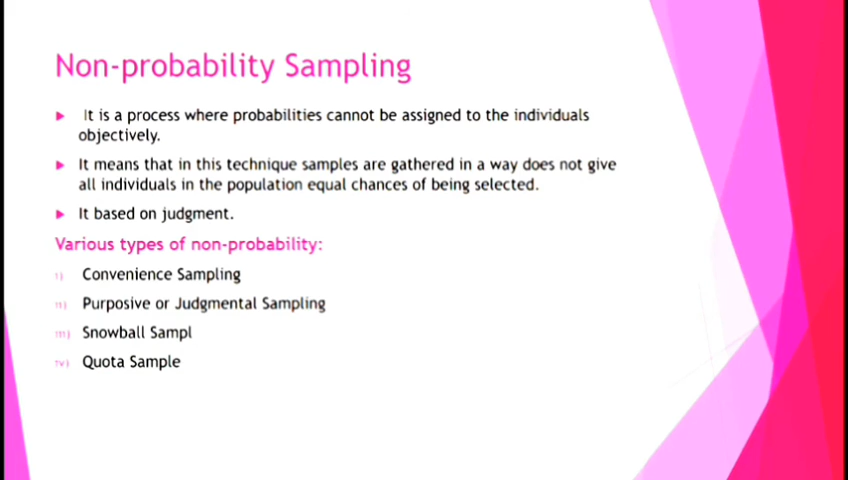 Non-probability Sampling
It is a process where probabilities cannot be assigned to the individuals
objectively.
It means that in this technique samples are gathered in a way does not give
all individuals in the population equal chances of being selected.
It based on judgment.
Various types of non-probability:
I) Convenience Sampling
II) Purposive or Judgmental Sampling
III) Snowball Sampl
IV) Quota Sample